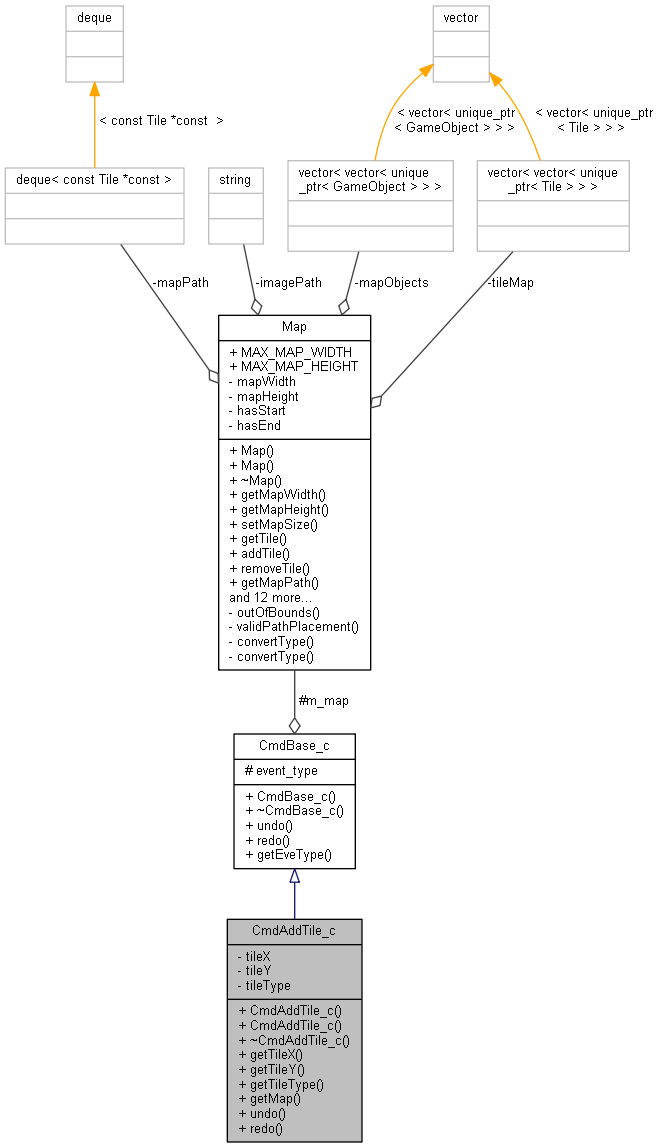 deque
vector
< const Tile *const  >
< vector< unique_ptr
< GameObject > > >
< vector< unique_ptr
< Tile > > >
deque< const Tile *const >
string
vector< vector< unique
_ptr< GameObject > > >
vector< vector< unique
_ptr< Tile > > >
-mapPath
-imagePath
-mapObjects
-tileMap
Map
+ MAX_MAP_WIDTH
+ MAX_MAP_HEIGHT
- mapWidth
- mapHeight
- hasStart
- hasEnd
+ Map()
+ Map()
+ ~Map()
+ getMapWidth()
+ getMapHeight()
+ setMapSize()
+ getTile()
+ addTile()
+ removeTile()
+ getMapPath()
and 12 more...
- outOfBounds()
- validPathPlacement()
- convertType()
- convertType()
#m_map
CmdBase_c
# event_type
+ CmdBase_c()
+ ~CmdBase_c()
+ undo()
+ redo()
+ getEveType()
CmdAddTile_c
- tileX
- tileY
- tileType
+ CmdAddTile_c()
+ CmdAddTile_c()
+ ~CmdAddTile_c()
+ getTileX()
+ getTileY()
+ getTileType()
+ getMap()
+ undo()
+ redo()